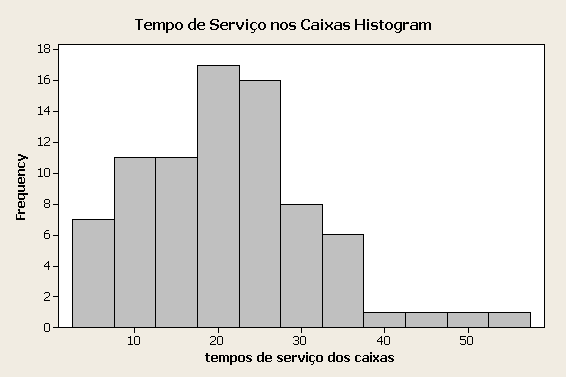 Tempo de Serviço nos Caixas Histogram
18
16
14
12
10
8
6
4
2
0
Frequency
10 20 30 40 50
tempos de serviço dos caixas